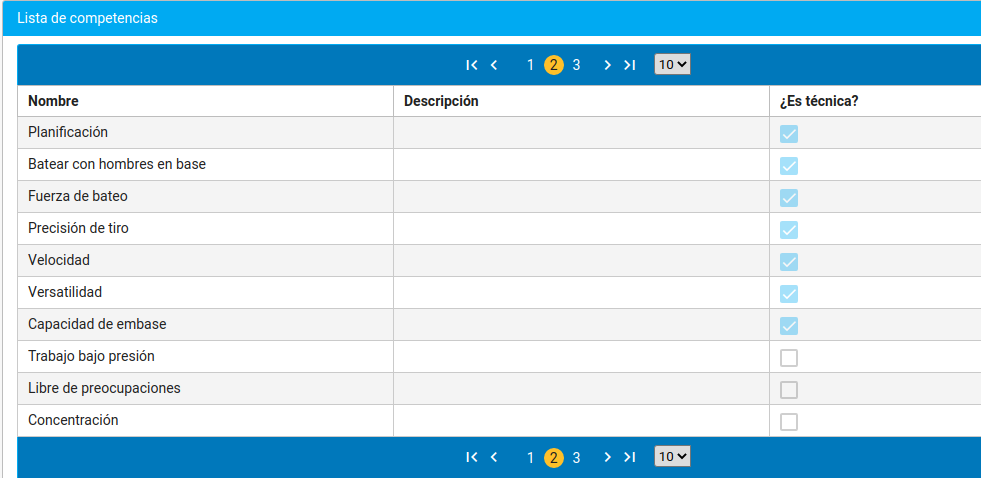 Lista de competencias
1 2 3 10
Nombre Descripción ¿Es técnica?
Planificación
Batear con hombres en base
Fuerza de bateo
Precisión de tiro
Velocidad
Versatilidad
Capacidad de embase
Trabajo bajo presión
Libre de preocupaciones
Concentración
1 2 3 10